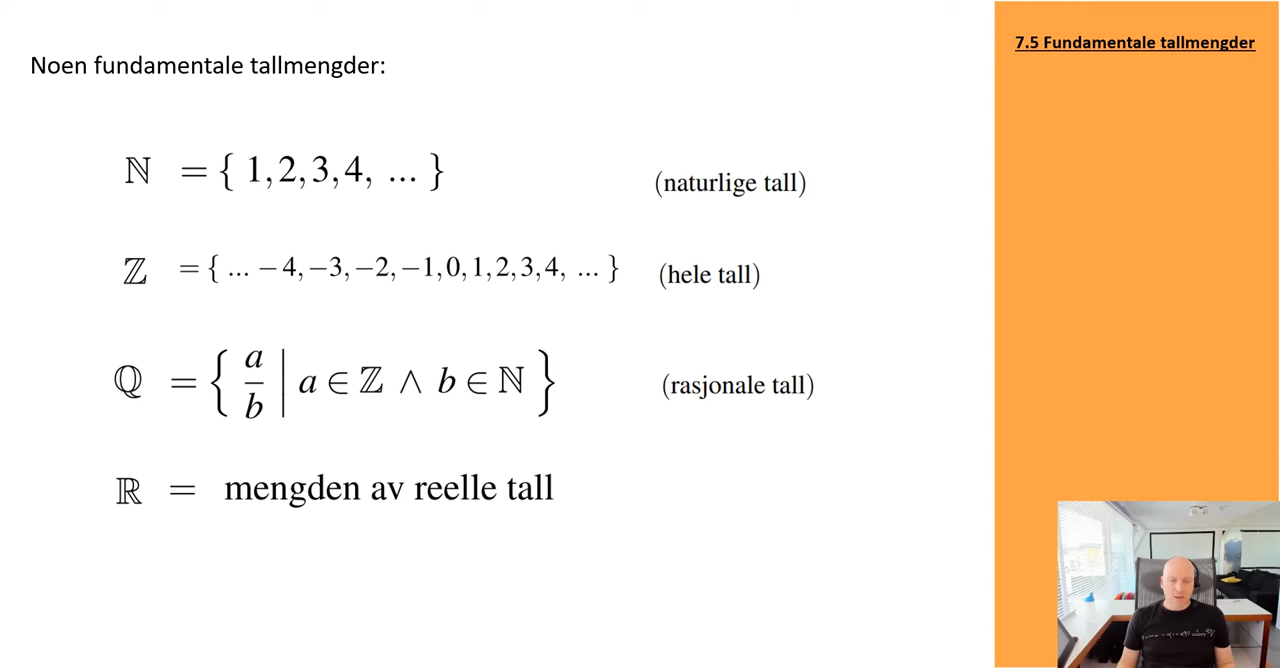 Noen fundamentale tallmengder:
ℕ = { 1,2,3,4, ... }
(naturlige tall)
ℤ = { ... −4,−3,−2,−1,0,1,2,3,4, ... }
(hele tall)
ℚ = { a/b | a ∈ ℤ ∧ b ∈ ℕ }
(rasjonale tall)
ℝ = mengden av reelle tall
7.5 Fundamentale tallmengder